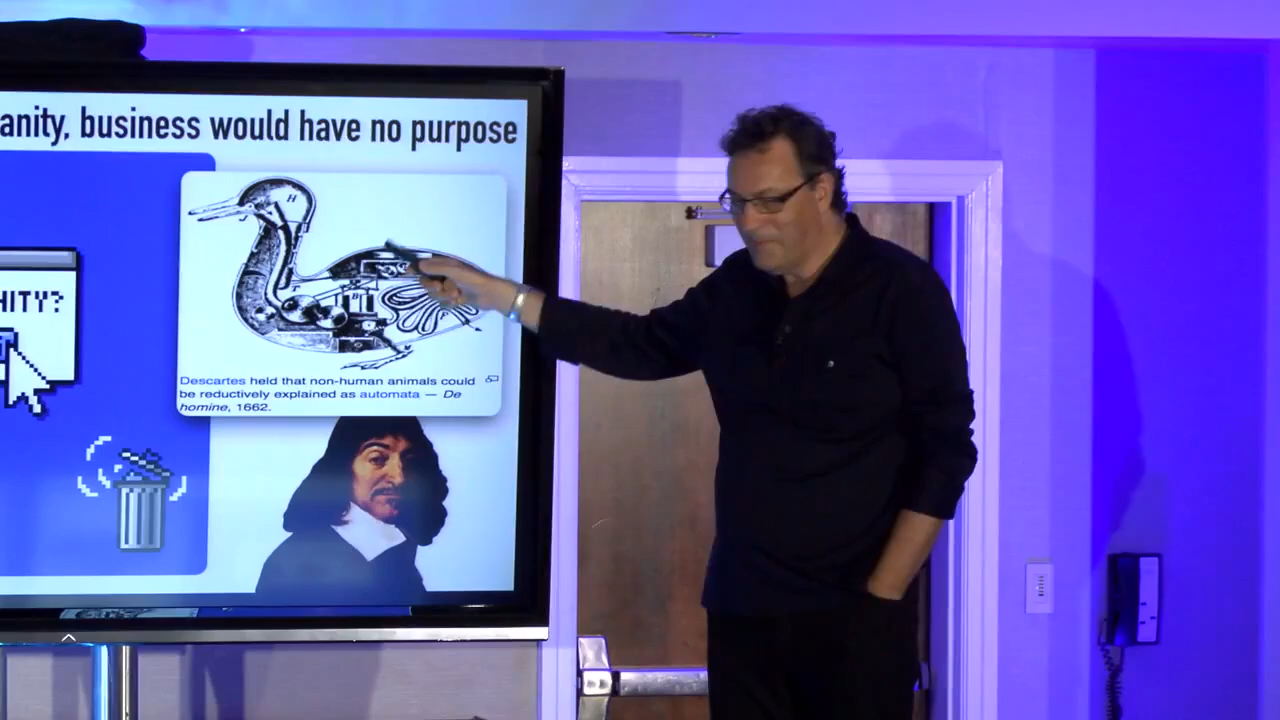 anity, business would have no purpose
H
J
B
NITY?
Descartes held that non-human animals could
be reductively explained as automata — De
homine, 1662.